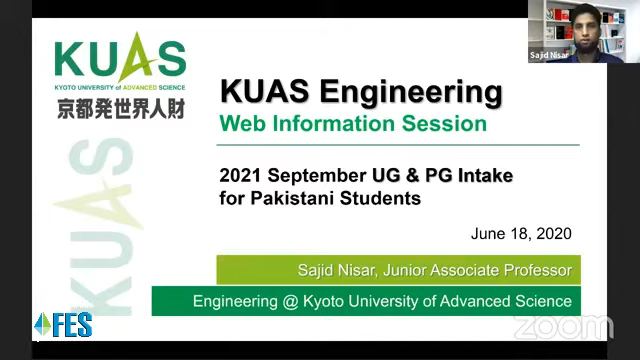 KUAS
KYOTO UNIVERSITY OF ADVANCED SCIENCE
京都発世界人財
KUAS Engineering
Web Information Session
2021 September UG & PG Intake
for Pakistani Students
June 18, 2020
Sajid Nisar, Junior Associate Professor
Engineering @ Kyoto University of Advanced Science
KUAS
Sajid Nisar
FES
zoom